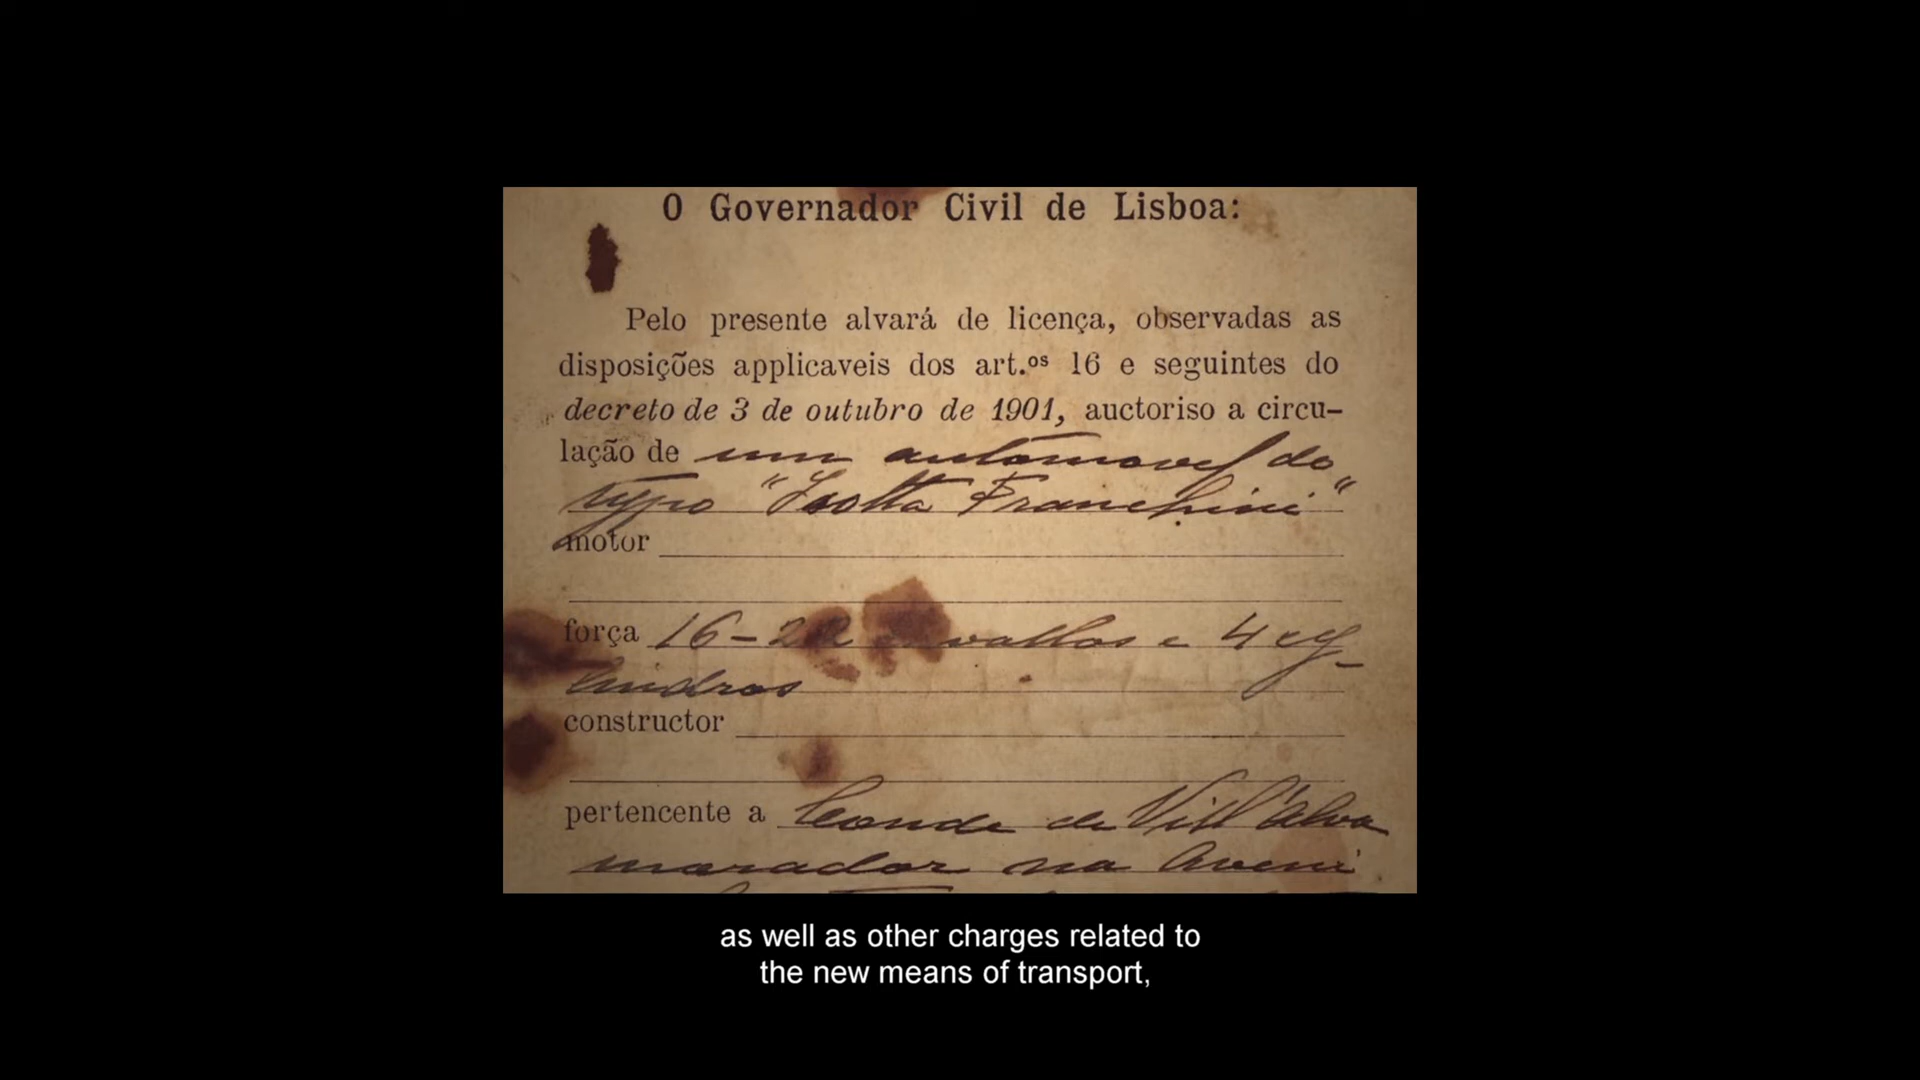 O Governador Civil de Lisboa:
Pelo presente alvará de licença, observadas as
disposições applicaveis dos art.os 16 e seguintes do
decreto de 3 de outubro de 1901, auctoriso a circu-
lação de um automovel do
typo "Isotta Franchini"
motor
força 16-22 cavallos e 4 cy-
lindros
constructor
pertencente a Conde de Vill'Alva
morador na Aveni
as well as other charges related to
the new means of transport,